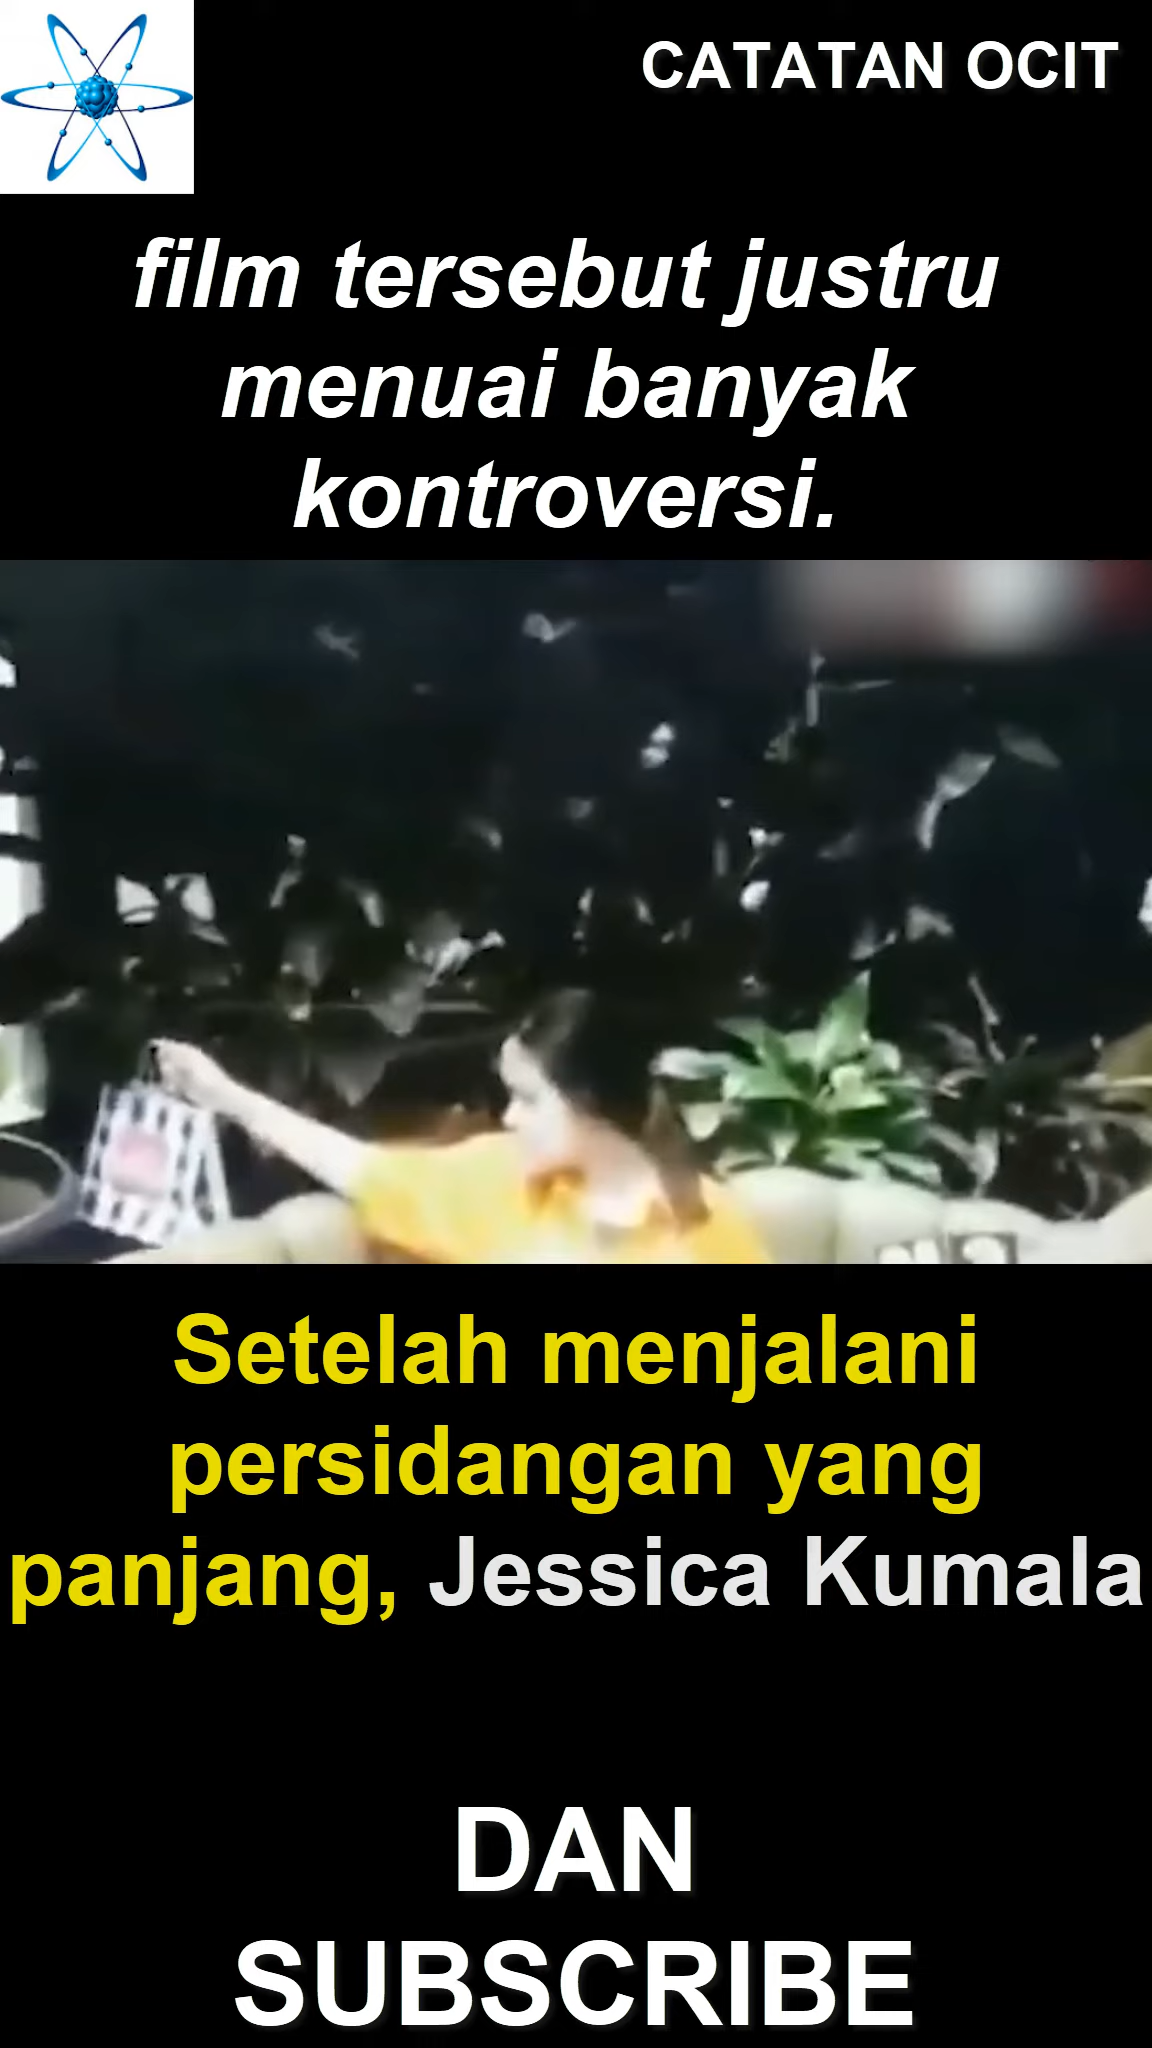 CATATAN OCIT
film tersebut justru
menuai banyak
kontroversi.
Setelah menjalani
persidangan yang
panjang, Jessica Kumala
DAN
SUBSCRIBE